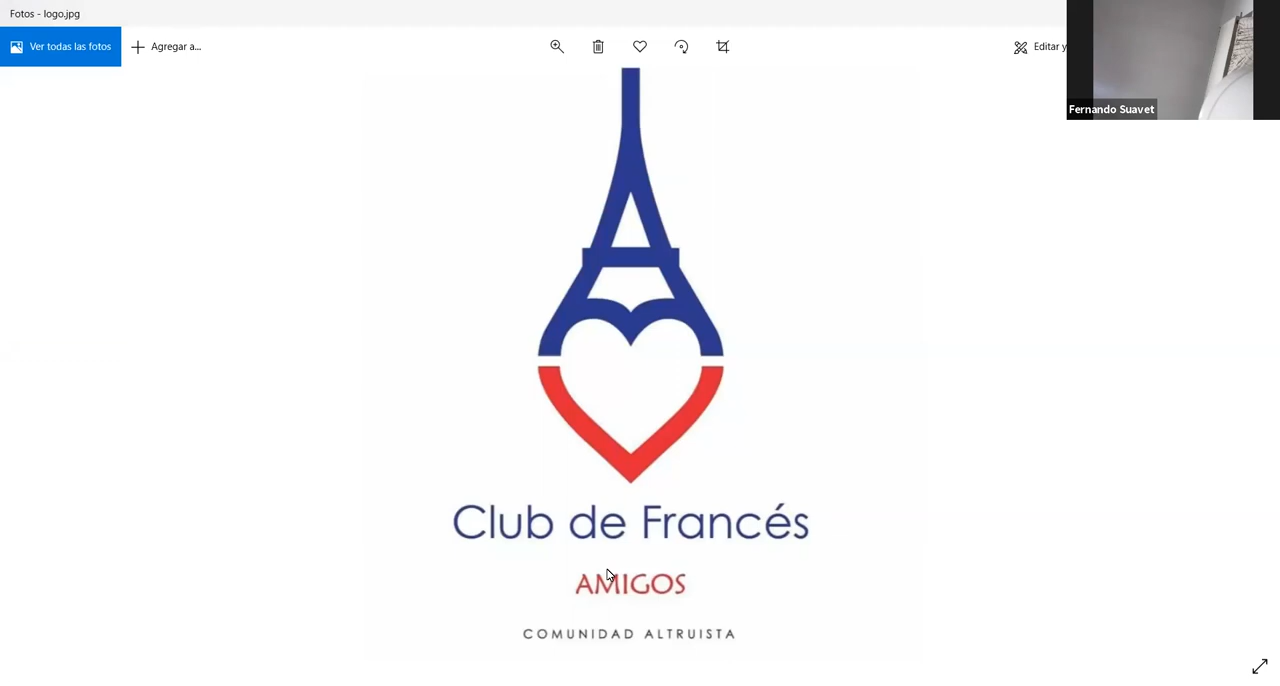 Fotos - logo.jpg
Ver todas las fotos
Agregar a...
Editar y
Fernando Suavet
Club de Francés
AMIGOS
COMUNIDAD ALTRUISTA